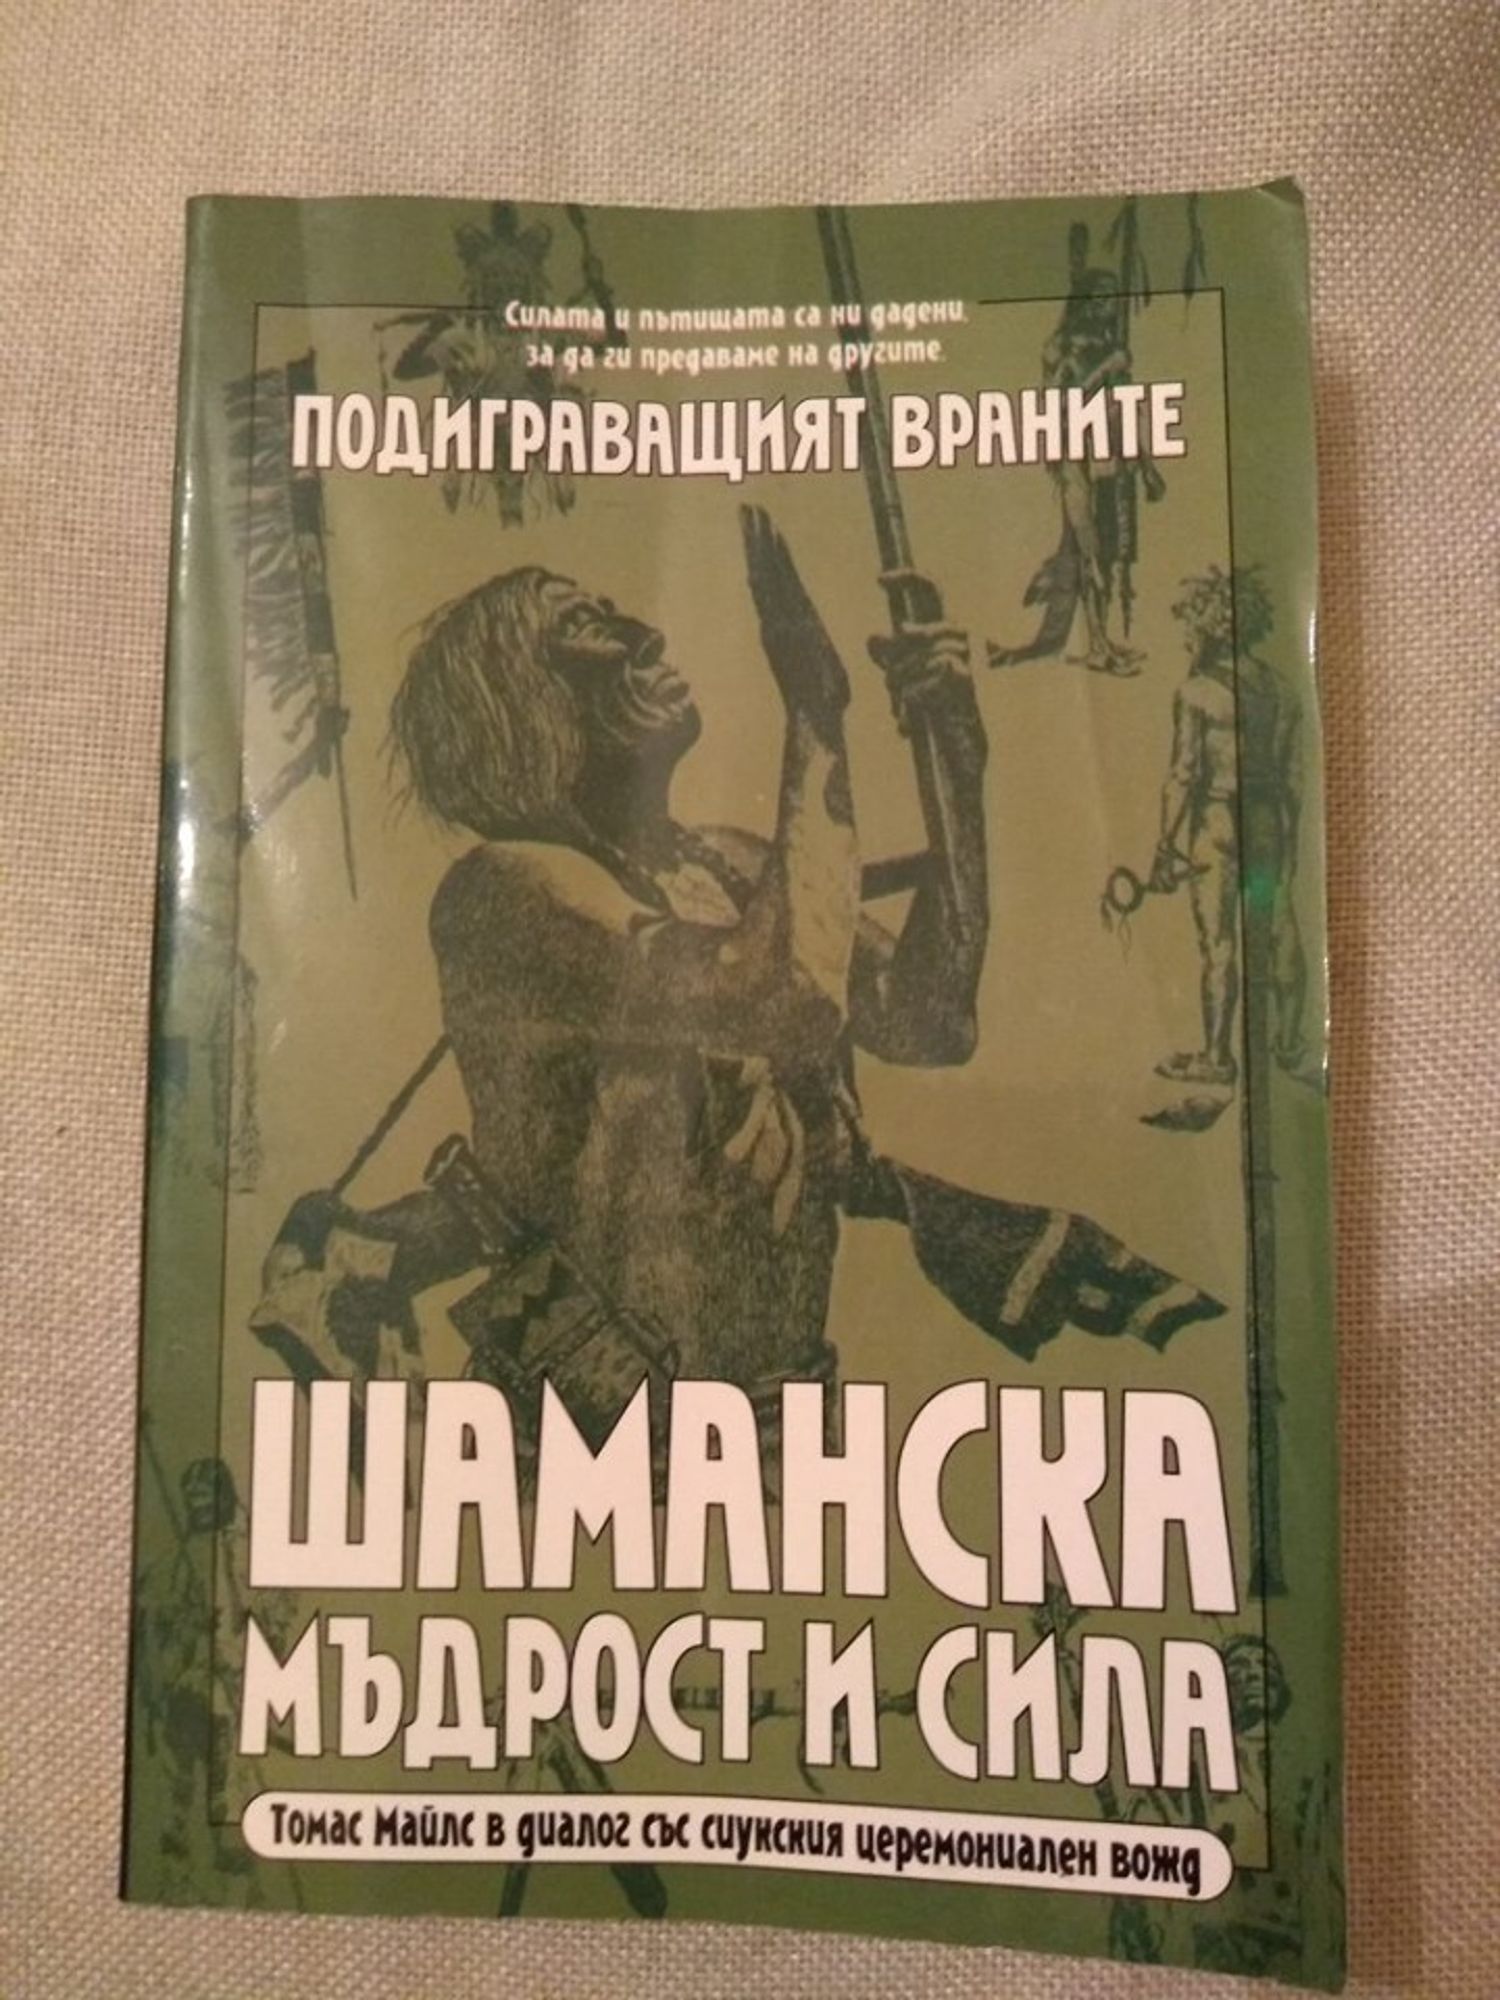 Силата и пътищата са ни дадени,
за да ги предаваме на другите.
ПОДИГРАВАЩИЯТ ВРАНИТЕ
ШАМАНСКА
МЪДРОСТ И СИЛА
Томас Майлс в диалог със сиукския церемониален вожд